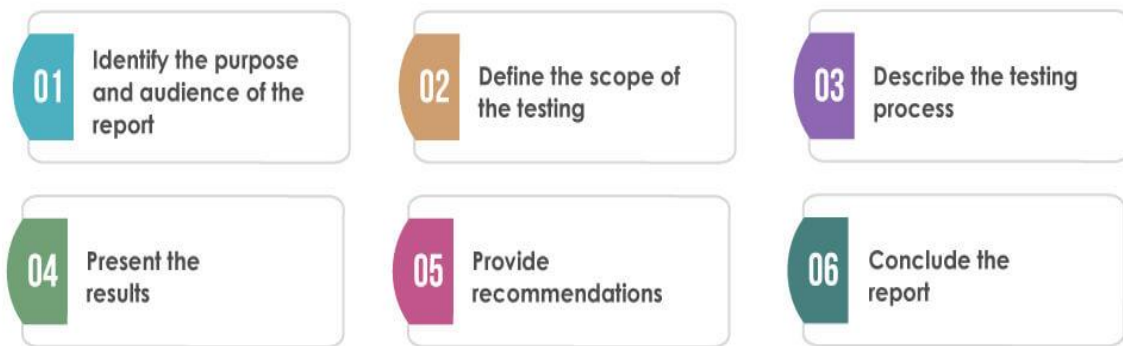 01
Identify the purpose
and audience of the
report
02
Define the scope of
the testing
03
Describe the testing
process
04
Present the
results
05
Provide
recommendations
06
Conclude the
report